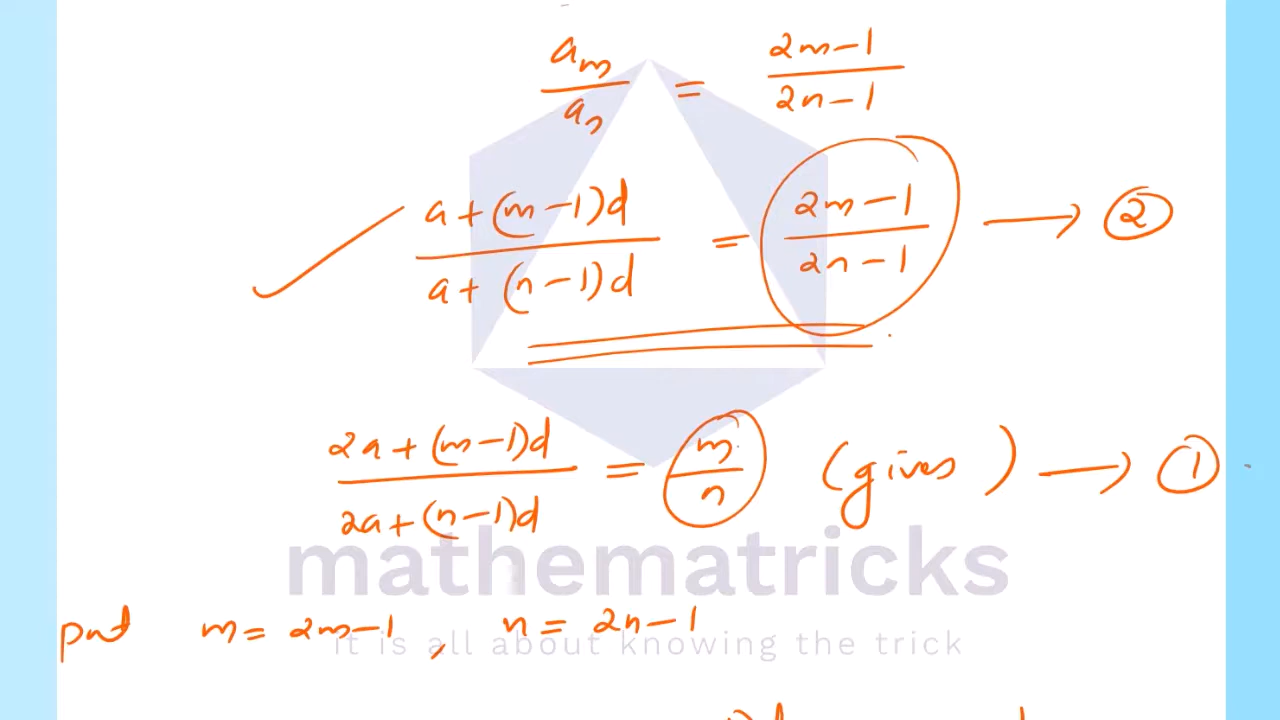 a_m / a_n = (2m-1) / (2n-1)
(a+(m-1)d) / (a+(n-1)d) = (2m-1) / (2n-1) → ②
(2a+(m-1)d) / (2a+(n-1)d) = m / n (given) → ①
mathematricks
put m = 2m-1, n = 2n-1
it is all about knowing the trick